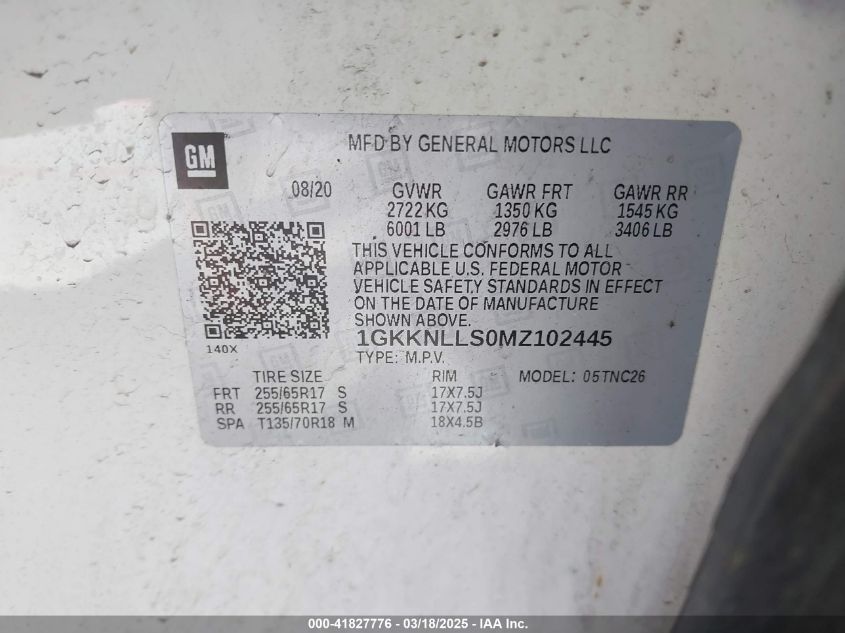 GM
MFD BY GENERAL MOTORS LLC
08/20 GVWR GAWR FRT GAWR RR
2722 KG 1350 KG 1545 KG
6001 LB 2976 LB 3406 LB
THIS VEHICLE CONFORMS TO ALL
APPLICABLE U.S. FEDERAL MOTOR
VEHICLE SAFETY STANDARDS IN EFFECT
ON THE DATE OF MANUFACTURE
SHOWN ABOVE.
140X
1GKKNLLS0MZ102445
TYPE: M.P.V.
TIRE SIZE RIM MODEL: 05TNC26
FRT 255/65R17 S 17X7.5J
RR 255/65R17 S 17X7.5J
SPA T135/70R18 M 18X4.5B
000-41827776 - 03/18/2025 - IAA Inc.